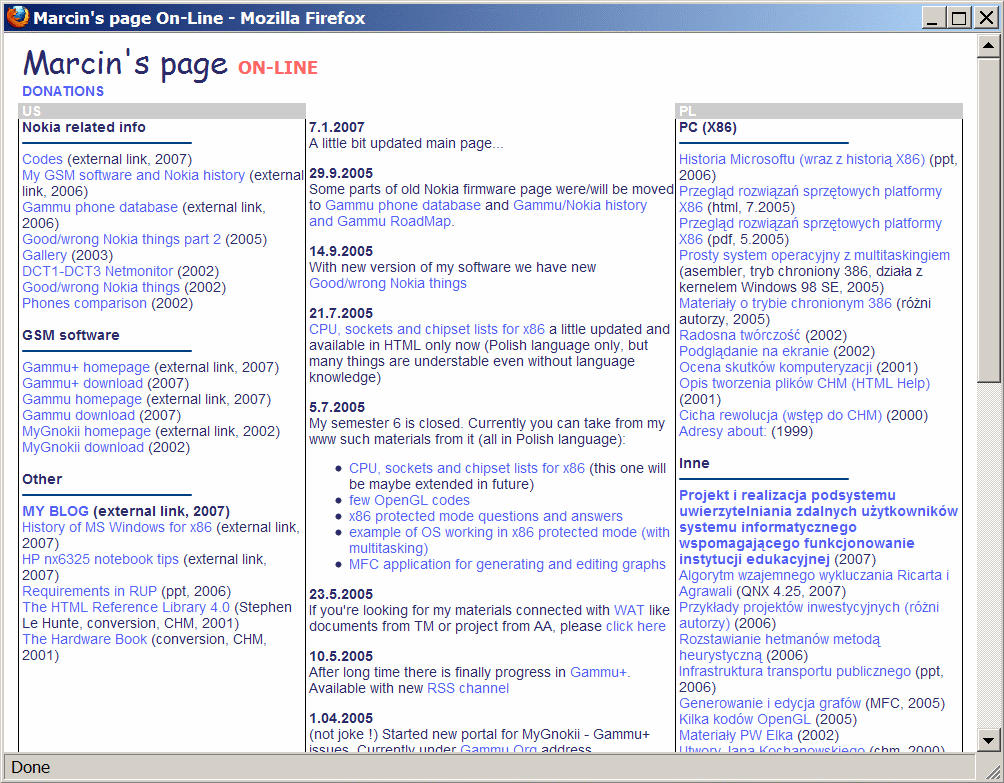 Marcin's page On-Line - Mozilla Firefox
Marcin's page ON-LINE
DONATIONS
US
Nokia related info
Codes (external link, 2007)
My GSM software and Nokia history (external
link, 2006)
Gammu phone database (external link,
2006)
Good/wrong Nokia things part 2 (2005)
Gallery (2003)
DCT1-DCT3 Netmonitor (2002)
Good/wrong Nokia things (2002)
Phones comparison (2002)
GSM software
Gammu+ homepage (external link, 2007)
Gammu+ download (2007)
Gammu homepage (external link, 2007)
Gammu download (2007)
MyGnokii homepage (external link, 2002)
MyGnokii download (2002)
Other
MY BLOG (external link, 2007)
History of MS Windows for x86 (external link,
2007)
HP nx6325 notebook tips (external link,
2007)
Requirements in RUP (ppt, 2006)
The HTML Reference Library 4.0 (Stephen
Le Hunte, conversion, CHM, 2001)
The Hardware Book (conversion, CHM,
2001)
7.1.2007
A little bit updated main page...
29.9.2005
Some parts of old Nokia firmware page were/will be moved
to Gammu phone database and Gammu/Nokia history
and Gammu RoadMap.
14.9.2005
With new version of my software we have new
Good/wrong Nokia things
21.7.2005
CPU, sockets and chipset lists for x86 a little updated and
available in HTML only now (Polish language only, but
many things are understable even without language
knowledge)
5.7.2005
My semester 6 is closed. Currently you can take from my
www such materials from it (all in Polish language):
• CPU, sockets and chipset lists for x86 (this one will
be maybe extended in future)
• few OpenGL codes
• x86 protected mode questions and answers
• example of OS working in x86 protected mode (with
multitasking)
• MFC application for generating and editing graphs
23.5.2005
If you're looking for my materials connected with WAT like
documents from TM or project from AA, please click here
10.5.2005
After long time there is finally progress in Gammu+.
Available with new RSS channel
1.04.2005
(not joke !) Started new portal for MyGnokii - Gammu+
issues. Currently under Gammu.Org address
PL
PC (X86)
Historia Microsoftu (wraz z historią X86) (ppt,
2006)
Przegląd rozwiązań sprzętowych platformy
X86 (html, 7.2005)
Przegląd rozwiązań sprzętowych platformy
X86 (pdf, 5.2005)
Prosty system operacyjny z multitaskingiem
(asembler, tryb chroniony 386, działa z
kernelem Windows 98 SE, 2005)
Materiały o trybie chronionym 386 (różni
autorzy, 2005)
Radosna twórczość (2002)
Podglądanie na ekranie (2002)
Ocena skutków komputeryzacji (2001)
Opis tworzenia plików CHM (HTML Help)
(2001)
Cicha rewolucja (wstęp do CHM) (2000)
Adresy about: (1999)
Inne
Projekt i realizacja podsystemu
uwierzytelniania zdalnych użytkowników
systemu informatycznego
wspomagającego funkcjonowanie
instytucji edukacyjnej (2007)
Algorytm wzajemnego wykluczania Ricarta i
Agrawali (QNX 4.25, 2007)
Przykłady projektów inwestycyjnych (różni
autorzy) (2006)
Rozstawianie hetmanów metodą
heurystyczną (2006)
Infrastruktura transportu publicznego (ppt,
2006)
Generowanie i edycja grafów (MFC, 2005)
Kilka kodów OpenGL (2005)
Materiały PW Elka (2002)
Utwory Jana Kochanowskiego (chm, 2000)
Done